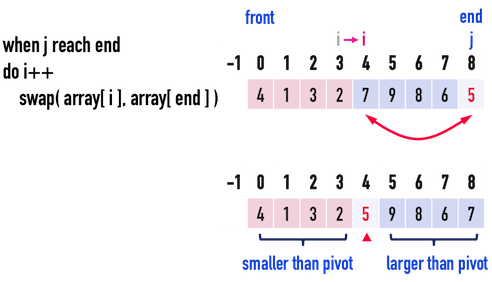 front end
i → i j
when j reach end
-1 0 1 2 3 4 5 6 7 8
do i++
swap( array[ i ], array[ end ] )
4 1 3 2 7 9 8 6 5
-1 0 1 2 3 4 5 6 7 8
4 1 3 2 5 9 8 6 7
smaller than pivot larger than pivot